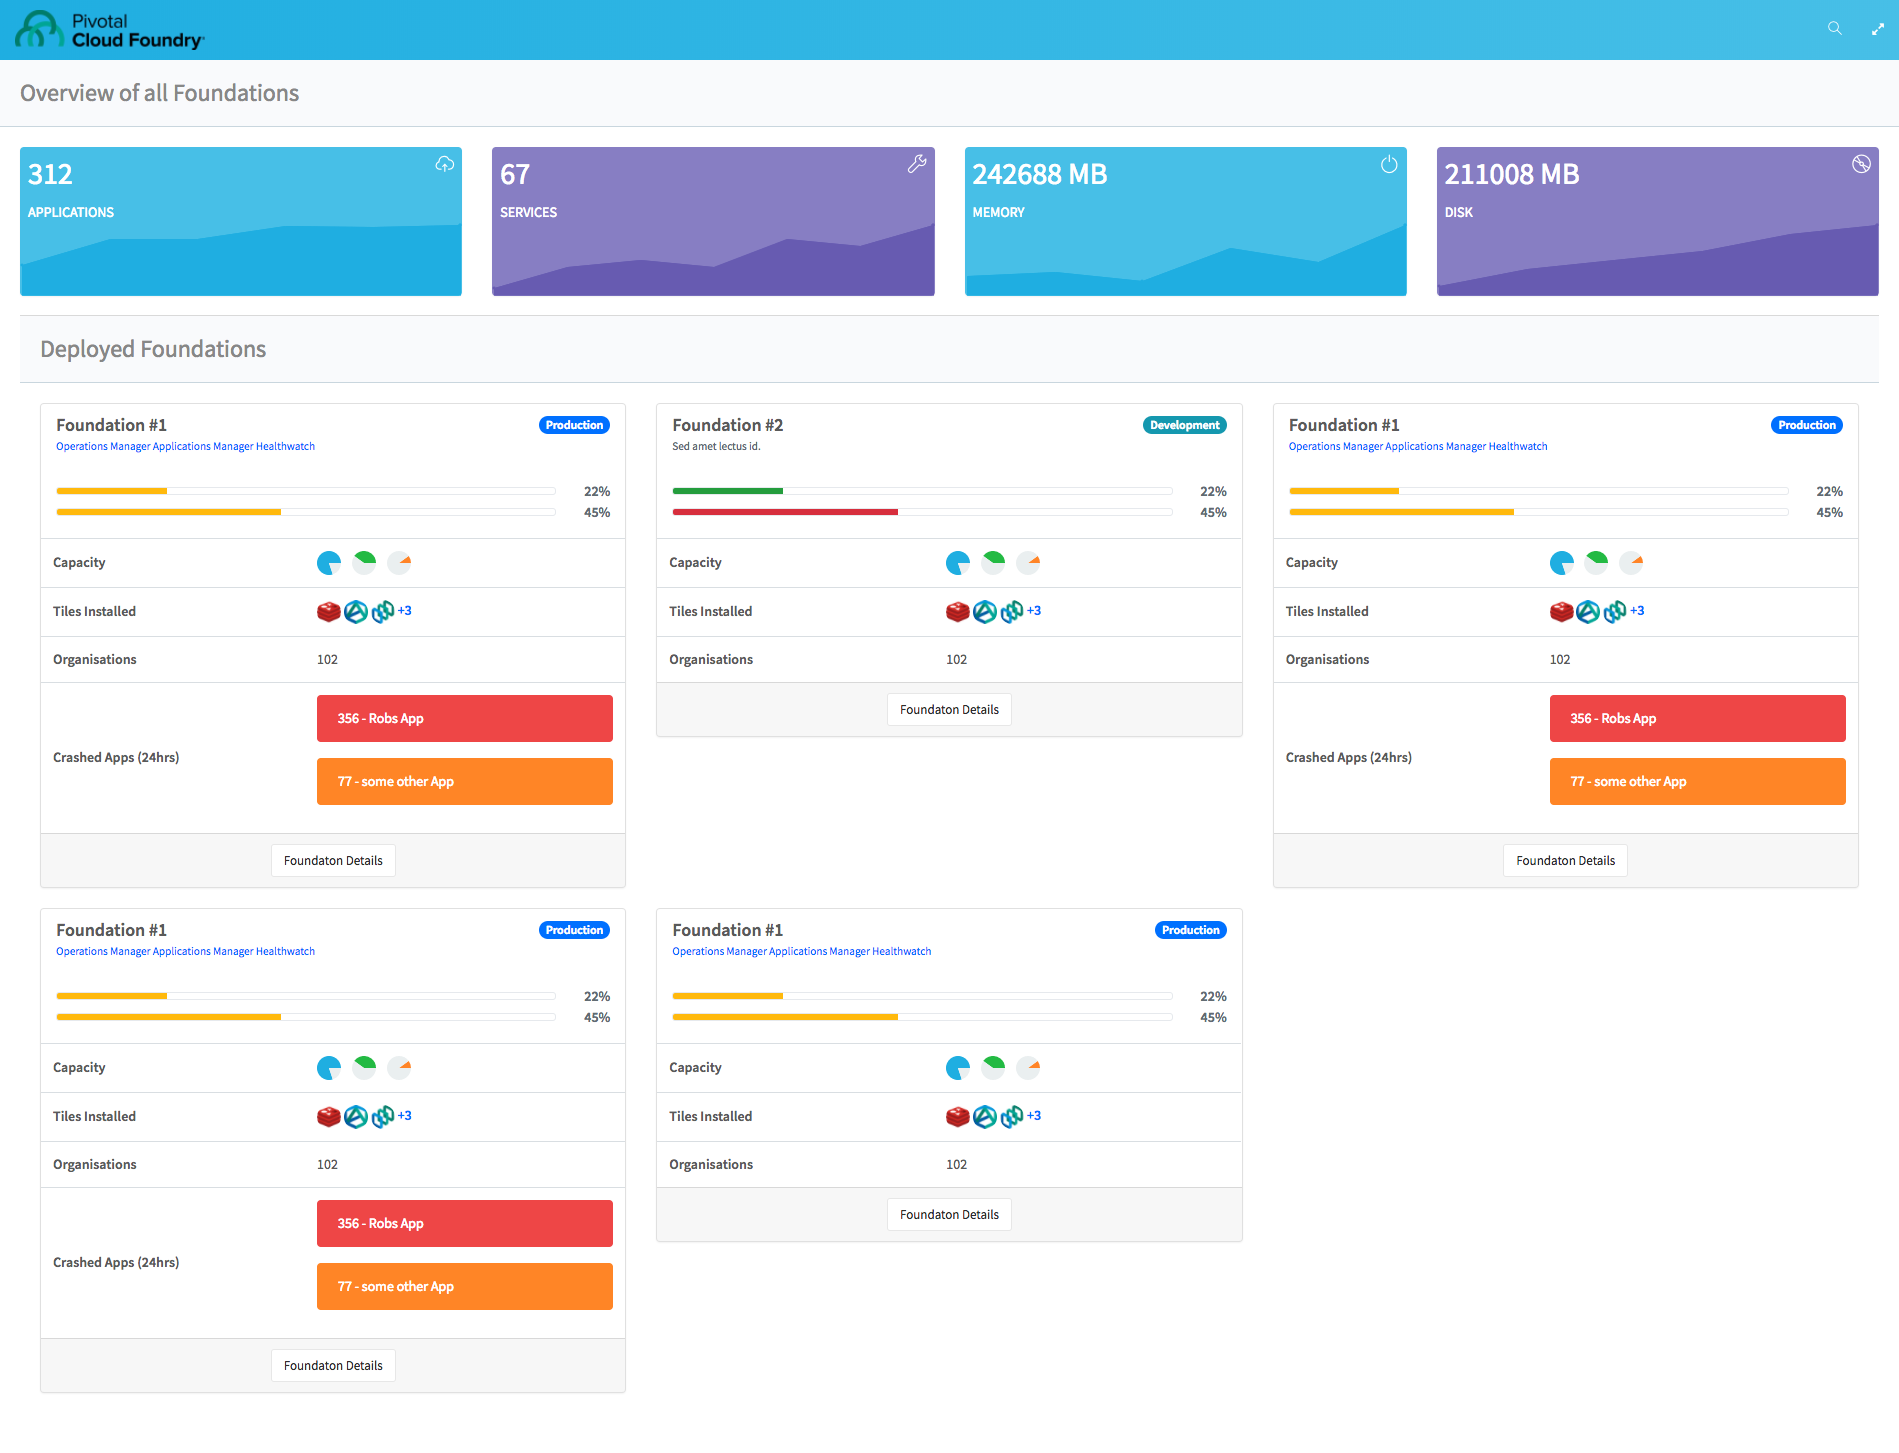 Pivotal
Cloud Foundry
Overview of all Foundations
312
APPLICATIONS
67
SERVICES
242688 MB
MEMORY
211008 MB
DISK
Deployed Foundations
Foundation #1
Production
Operations Manager Applications Manager Healthwatch
22%
45%
Capacity
Tiles Installed
+3
Organisations
102
Crashed Apps (24hrs)
356 - Robs App
77 - some other App
Foundaton Details
Foundation #2
Development
Sed amet lectus id.
22%
45%
Capacity
Tiles Installed
+3
Organisations
102
Foundaton Details
Foundation #1
Production
Operations Manager Applications Manager Healthwatch
22%
45%
Capacity
Tiles Installed
+3
Organisations
102
Crashed Apps (24hrs)
356 - Robs App
77 - some other App
Foundaton Details
Foundation #1
Production
Operations Manager Applications Manager Healthwatch
22%
45%
Capacity
Tiles Installed
+3
Organisations
102
Crashed Apps (24hrs)
356 - Robs App
77 - some other App
Foundaton Details
Foundation #1
Production
Operations Manager Applications Manager Healthwatch
22%
45%
Capacity
Tiles Installed
+3
Organisations
102
Foundaton Details